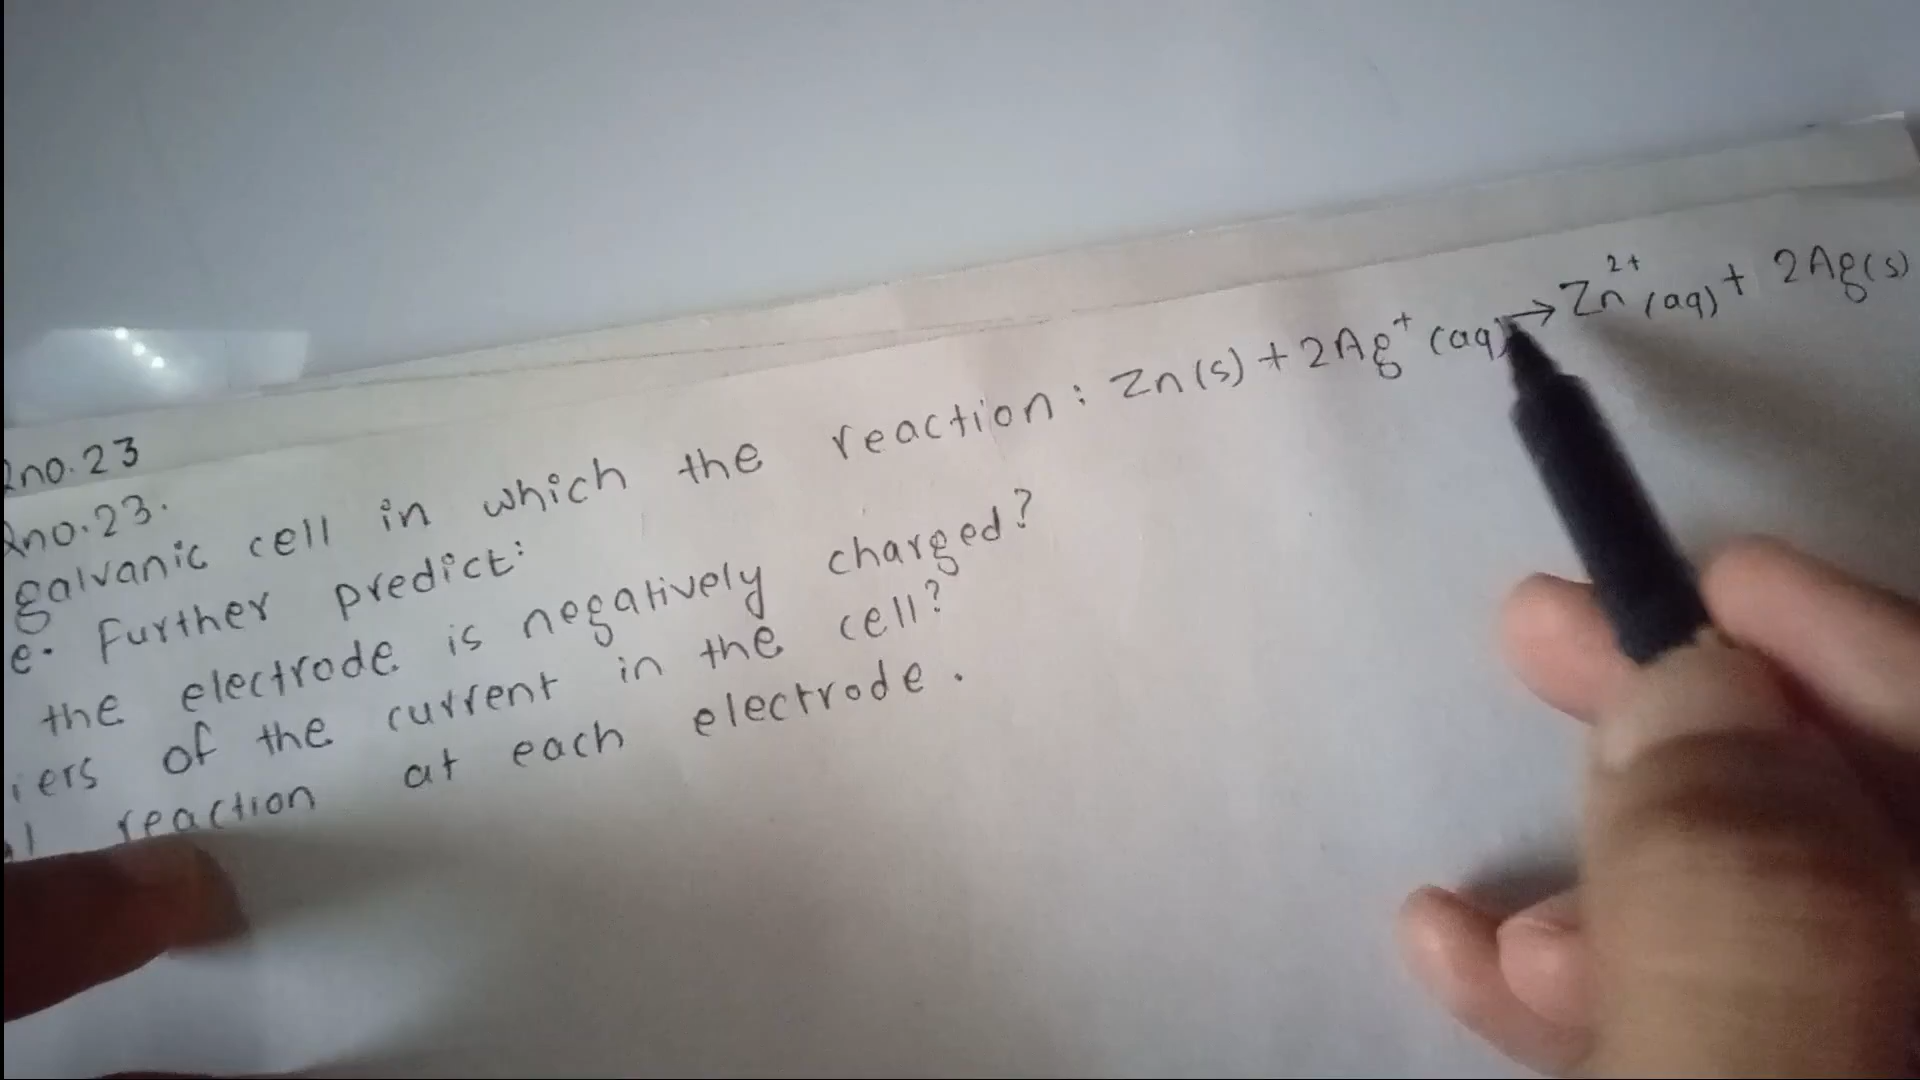 no.23
no.23.
galvanic cell in which the reaction: Zn(s) + 2Ag⁺ (aq) → Zn²⁺ (aq) + 2Ag(s)
e. Further predict:
the electrode is negatively charged?
iers of the current in the cell?
l reaction at each electrode.